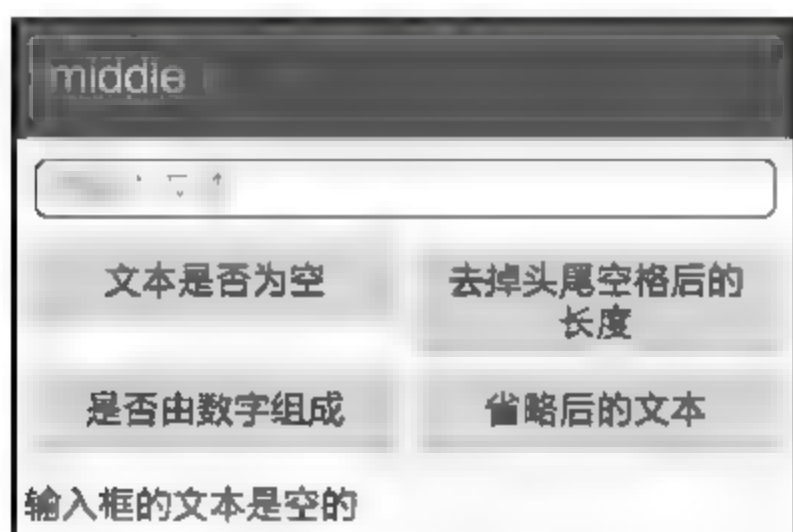 middle
文本是否为空
去掉头尾空格后的
长度
是否由数字组成
省略后的文本
输入框的文本是空的